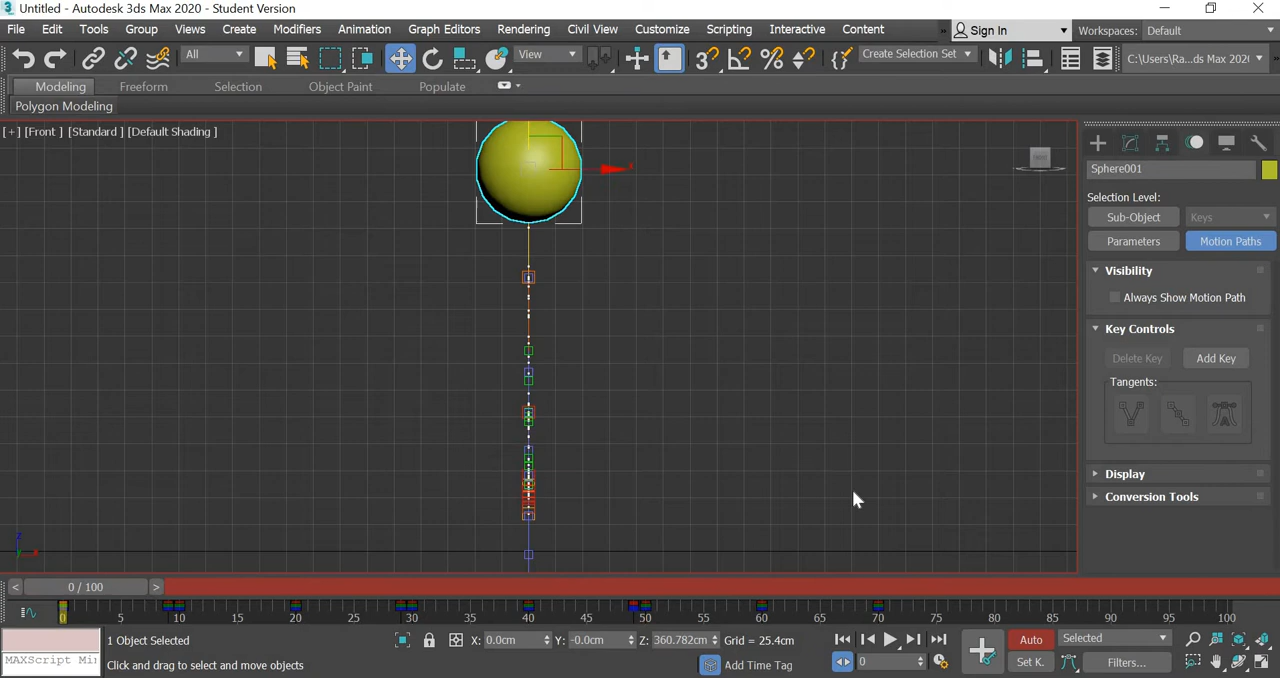 Untitled - Autodesk 3ds Max 2020 - Student Version
File Edit Tools Group Views Create Modifiers Animation Graph Editors Rendering Civil View Customize Scripting Interactive Content » Sign In Workspaces: Default
All View Create Selection Set C:\Users\Ra...ds Max 2020
Modeling Freeform Selection Object Paint Populate
Polygon Modeling
[+] [Front ] [Standard ] [Default Shading ]
Sphere001
Selection Level:
Sub-Object Keys
Parameters Motion Paths
Visibility
Always Show Motion Path
Key Controls
Delete Key Add Key
Tangents:
Display
Conversion Tools
z
y x
< 0 / 100 >
0 5 10 15 20 25 30 35 40 45 50 55 60 65 70 75 80 85 90 95 100
1 Object Selected X: 0.0cm Y: -0.0cm Z: 360.782cm Grid = 25.4cm Auto Selected
MAXScript Mi Click and drag to select and move objects Add Time Tag 0 Set K. Filters...